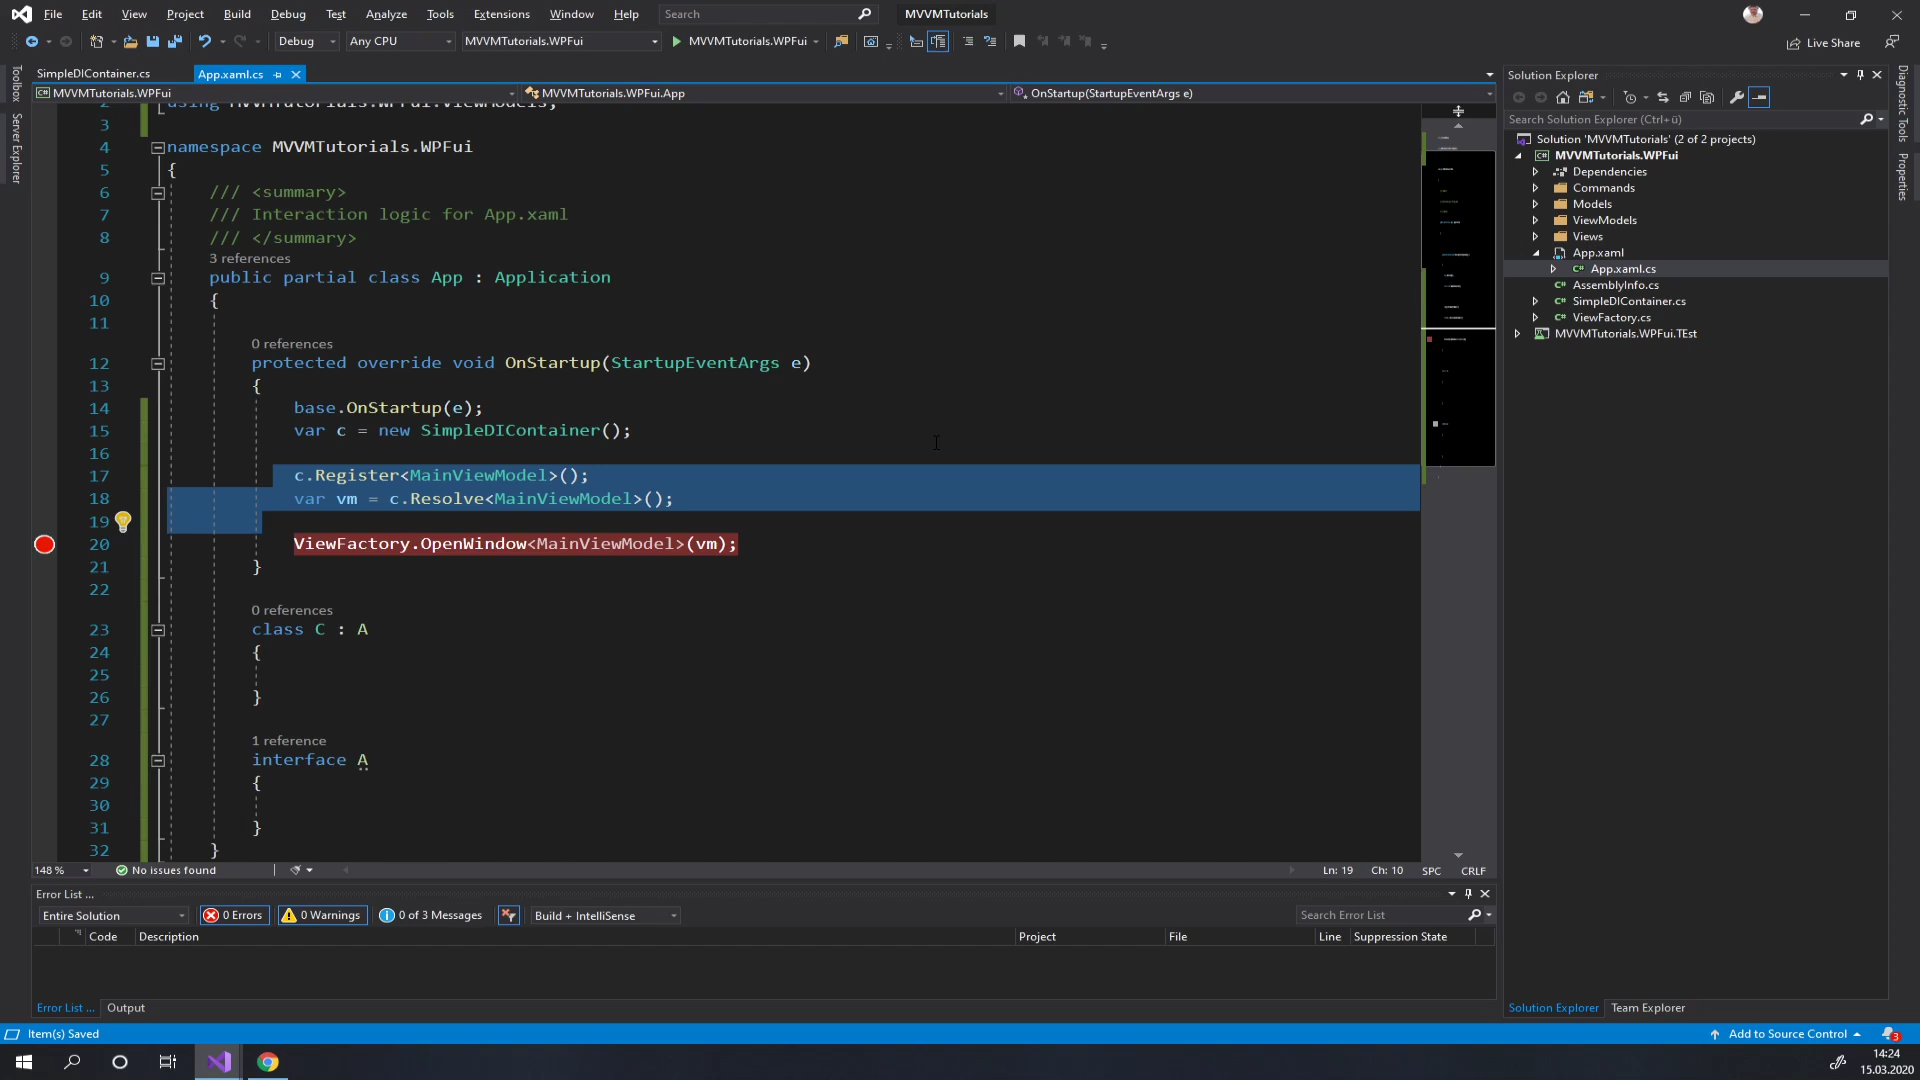 File Edit View Project Build Debug Test Analyze Tools Extensions Window Help Search MVVMTutorials
Debug Any CPU MVVMTutorials.WPFui MVVMTutorials.WPFui Live Share
SimpleDIContainer.cs App.xaml.cs
MVVMTutorials.WPFui MVVMTutorials.WPFui.App OnStartup(StartupEventArgs e)
Toolbox
Server Explorer
2 using MVVMTutorials.WPFui.ViewModels;
3
4 namespace MVVMTutorials.WPFui
5 {
6 /// <summary>
7 /// Interaction logic for App.xaml
8 /// </summary>
3 references
9 public partial class App : Application
10 {
11
0 references
12 protected override void OnStartup(StartupEventArgs e)
13 {
14 base.OnStartup(e);
15 var c = new SimpleDIContainer();
16
17 c.Register<MainViewModel>();
18 var vm = c.Resolve<MainViewModel>();
19
20 ViewFactory.OpenWindow<MainViewModel>(vm);
21 }
22
0 references
23 class C : A
24 {
25
26 }
27
1 reference
28 interface A
29 {
30
31 }
32 }
148 % No issues found Ln: 19 Ch: 10 SPC CRLF
Error List ...
Entire Solution 0 Errors 0 Warnings 0 of 3 Messages Build + IntelliSense Search Error List
Code Description Project File Line Suppression State
Error List ... Output
Solution Explorer
Search Solution Explorer (Ctrl+ü)
Solution 'MVVMTutorials' (2 of 2 projects)
MVVMTutorials.WPFui
Dependencies
Commands
Models
ViewModels
Views
App.xaml
C# App.xaml.cs
C# AssemblyInfo.cs
C# SimpleDIContainer.cs
C# ViewFactory.cs
MVVMTutorials.WPFui.TEst
Solution Explorer Team Explorer
Diagnostic Tools
Properties
Item(s) Saved Add to Source Control 3
14:24
15.03.2020